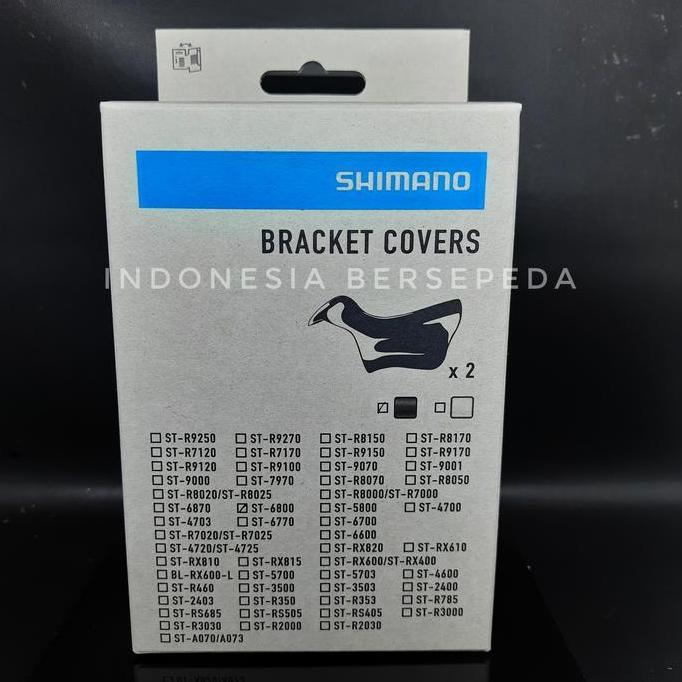 SHIMANO
BRACKET COVERS
INDONESIA BERSEPEDA
x 2
ST-R9250 ST-R9270 ST-R8150 ST-R8170
ST-R7120 ST-R7170 ST-R9150 ST-R9170
ST-R9120 ST-R9100 ST-9070 ST-9001
ST-9000 ST-7970 ST-R8070 ST-R8050
ST-R8020/ST-R8025 ST-R8000/ST-R7000
ST-6870 ST-6800 ST-5800 ST-4700
ST-4703 ST-6770 ST-6700
ST-R7020/ST-R7025 ST-6600
ST-4720/ST-4725 ST-RX820 ST-RX610
ST-RX810 ST-RX815 ST-RX600/ST-RX400
BL-RX600-L ST-5700 ST-5703 ST-4600
ST-R460 ST-3500 ST-3503 ST-2400
ST-2403 ST-R350 ST-R353 ST-R785
ST-RS685 ST-RS505 ST-RS405 ST-R3000
ST-R3030 ST-R2000 ST-R2030
ST-A070/A073